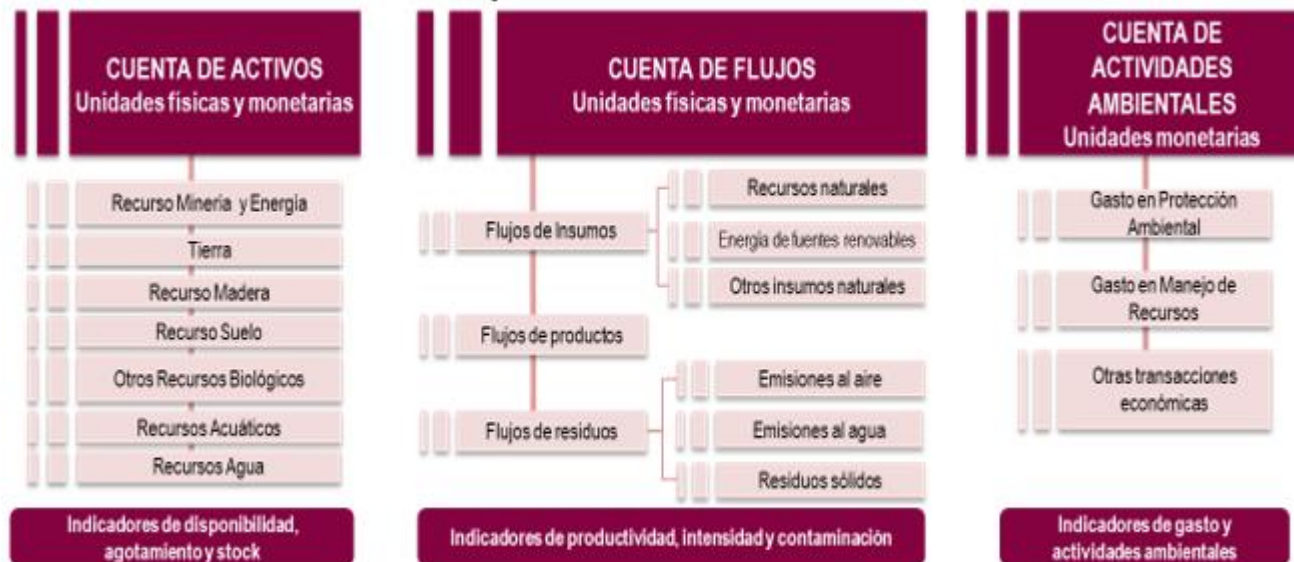 CUENTA DE ACTIVOS
Unidades físicas y monetarias
Recurso Mineria y Energía
Tierra
Recurso Madera
Recurso Suelo
Otros Recursos Biológicos
Recursos Acuáticos
Recursos Agua
Indicadores de disponibilidad,
agotamiento y stock
CUENTA DE FLUJOS
Unidades físicas y monetarias
Flujos de Insumos
Recursos naturales
Energía de fuentes renovables
Otros insumos naturales
Flujos de productos
Flujos de residuos
Emisiones al aire
Emisiones al agua
Residuos sólidos
Indicadores de productividad, intensidad y contaminación
CUENTA DE
ACTIVIDADES
AMBIENTALES
Unidades monetarias
Gasto en Protección
Ambiental
Gasto en Manejo de
Recursos
Otras transacciones
económicas
Indicadores de gasto y
actividades ambientales